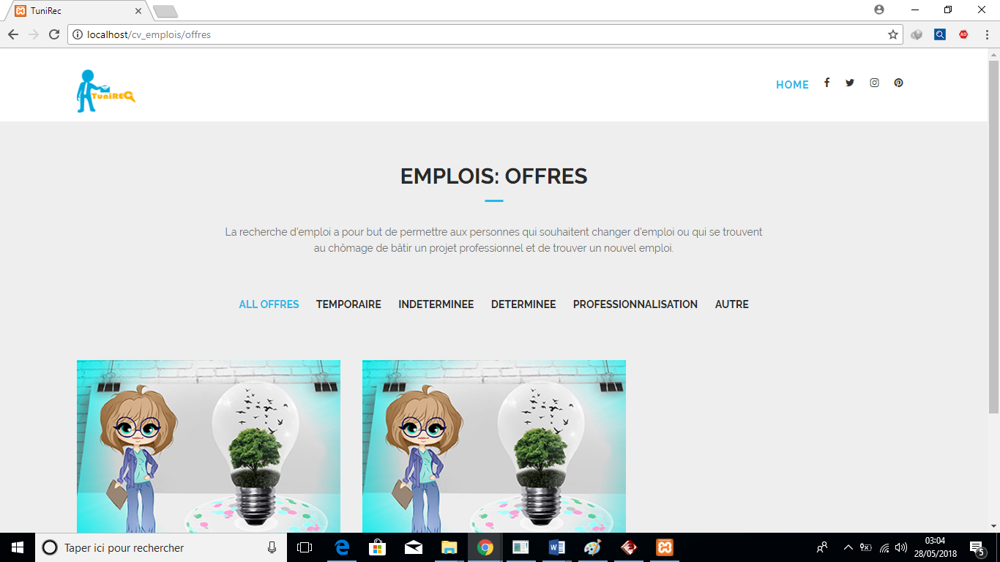 TuniRec
localhost/cv_emplois/offres
AD
TuniREC
HOME
EMPLOIS: OFFRES
La recherche d'emploi a pour but de permettre aux personnes qui souhaitent changer d'emploi ou qui se trouvent
au chômage de bâtir un projet professionnel et de trouver un nouvel emploi.
ALL OFFRES TEMPORAIRE INDETERMINEE DETERMINEE PROFESSIONNALISATION AUTRE
Taper ici pour rechercher
03:04
28/05/2018
5